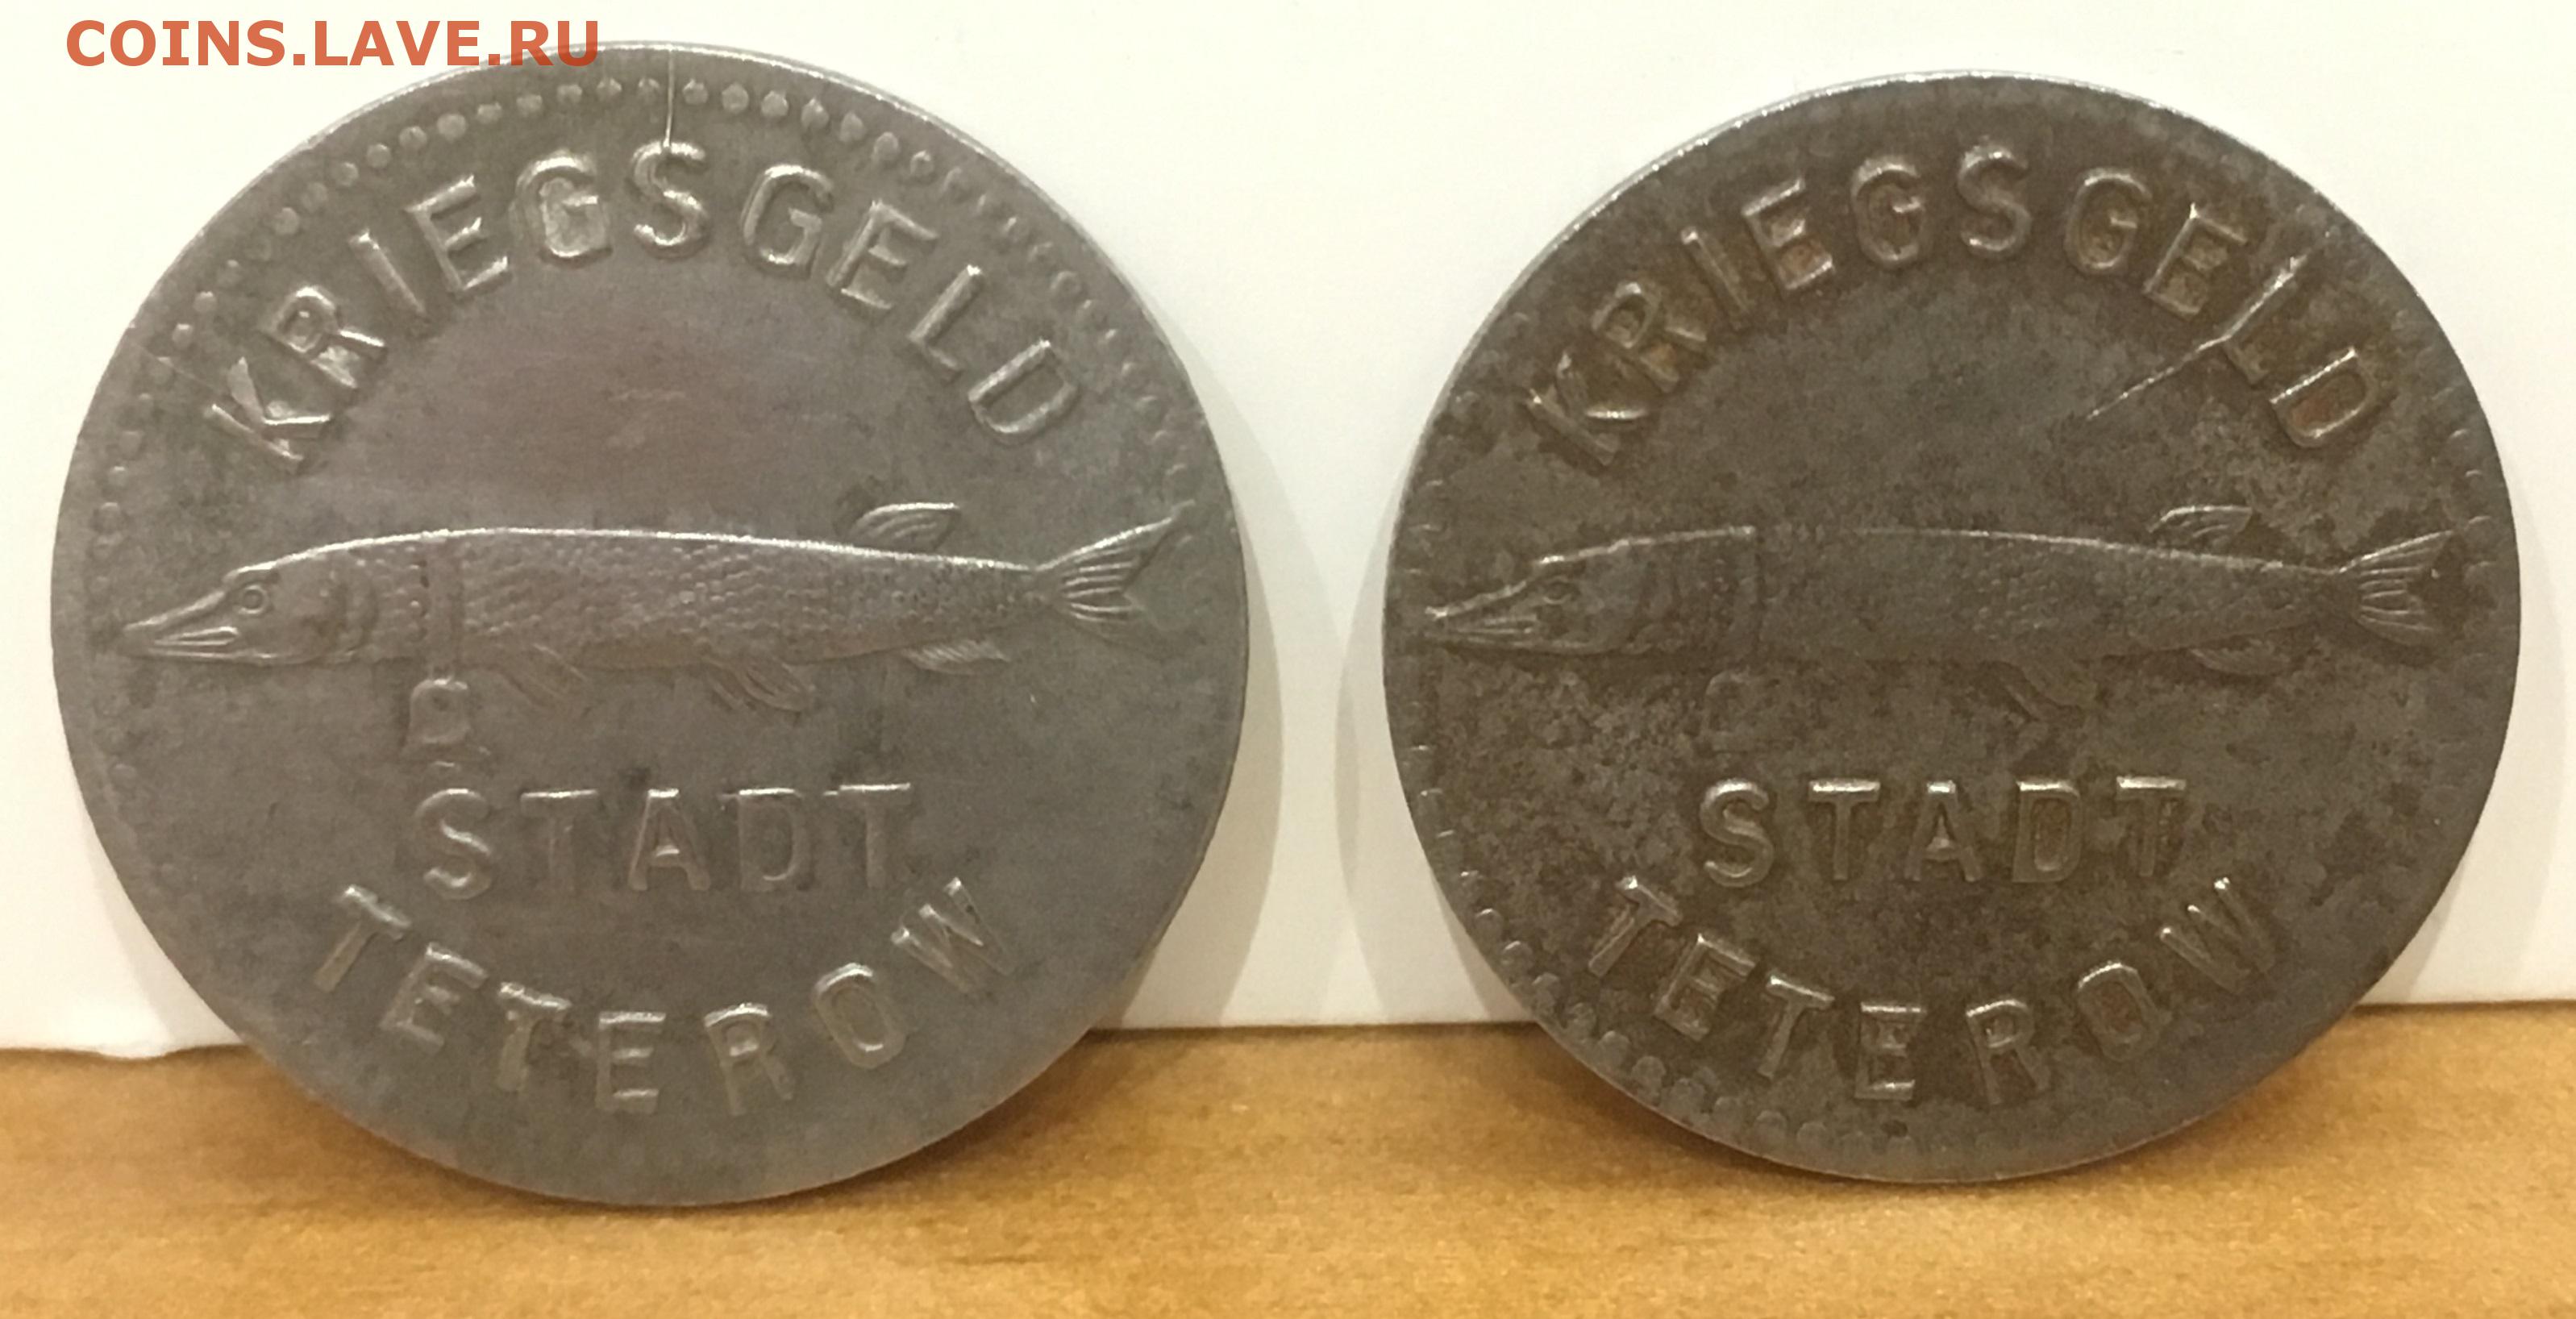 COINS.LAVE.RU
KRIEGSGELD
STADT
TETEROW
KRIEGSGELD
STADT
TETEROW